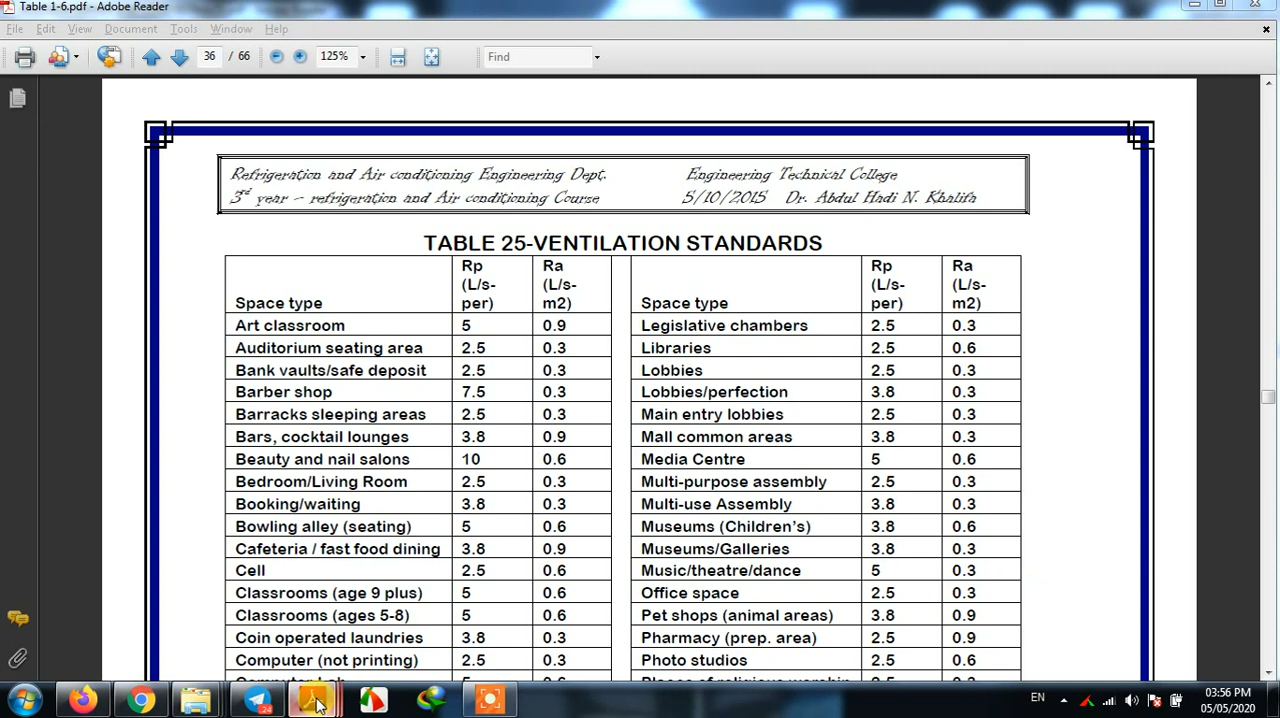 Table 1-6.pdf - Adobe Reader
File Edit View Document Tools Window Help
36 / 66 125% Find
Refrigeration and Air conditioning Engineering Dept. Engineering Technical College
3rd year – refrigeration and Air conditioning Course 5/10/2015 Dr. Abdul Hadi N. Khalifa
TABLE 25-VENTILATION STANDARDS
Space type Rp (L/s-per) Ra (L/s-m2) Space type Rp (L/s-per) Ra (L/s-m2)
Art classroom 5 0.9 Legislative chambers 2.5 0.3
Auditorium seating area 2.5 0.3 Libraries 2.5 0.6
Bank vaults/safe deposit 2.5 0.3 Lobbies 2.5 0.3
Barber shop 7.5 0.3 Lobbies/perfection 3.8 0.3
Barracks sleeping areas 2.5 0.3 Main entry lobbies 2.5 0.3
Bars, cocktail lounges 3.8 0.9 Mall common areas 3.8 0.3
Beauty and nail salons 10 0.6 Media Centre 5 0.6
Bedroom/Living Room 2.5 0.3 Multi-purpose assembly 2.5 0.3
Booking/waiting 3.8 0.3 Multi-use Assembly 3.8 0.3
Bowling alley (seating) 5 0.6 Museums (Children's) 3.8 0.6
Cafeteria / fast food dining 3.8 0.9 Museums/Galleries 3.8 0.3
Cell 2.5 0.6 Music/theatre/dance 5 0.3
Classrooms (age 9 plus) 5 0.6 Office space 2.5 0.3
Classrooms (ages 5-8) 5 0.6 Pet shops (animal areas) 3.8 0.9
Coin operated laundries 3.8 0.3 Pharmacy (prep. area) 2.5 0.9
Computer (not printing) 2.5 0.3 Photo studios 2.5 0.6
EN 03:56 PM
05/05/2020